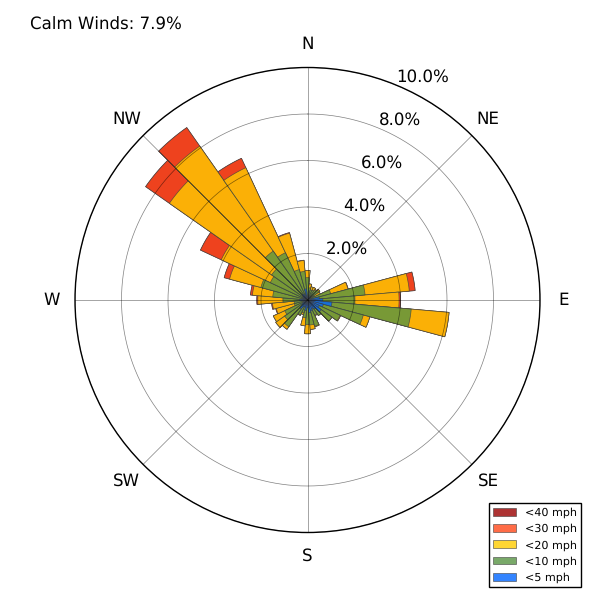 Calm Winds: 7.9%
N
10.0%
NW
8.0%
NE
6.0%
4.0%
2.0%
W
E
SW
SE
S
<40 mph
<30 mph
<20 mph
<10 mph
<5 mph